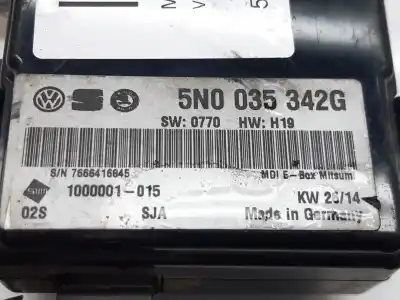 5N0 035 342G
SW: 0770 HW: H19
S/N 7666416645 MDI E-Box Mitsumi
1000001-015 KW 23/14
02S SJA Made in Germany